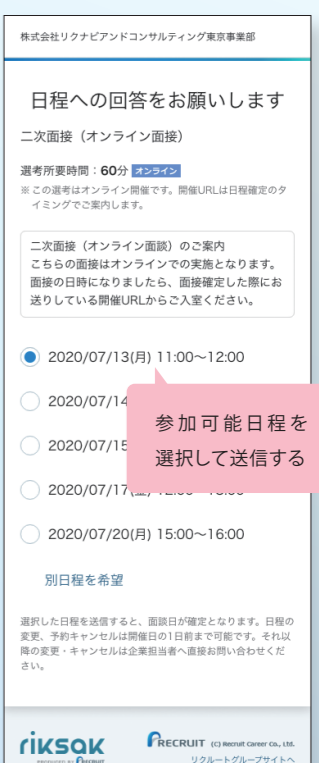 株式会社リクナビアンドコンサルティング東京事業部
日程への回答をお願いします
二次面接（オンライン面接）
選考所要時間：60分 オンライン
※ この選考はオンライン開催です。開催URLは日程確定のタ
イミングでご案内します。
二次面接（オンライン面談）のご案内
こちらの面接はオンラインでの実施となります。
面接の日時になりましたら、面接確定した際にお
送りしている開催URLからご入室ください。
2020/07/13(月) 11:00〜12:00
2020/07/14
参加可能日程を
2020/07/15
選択して送信する
2020/07/17
2020/07/20(月) 15:00〜16:00
別日程を希望
選択した日程を送信すると、面談日が確定となります。日程の
変更、予約キャンセルは開催日の1日前まで可能です。それ以
降の変更・キャンセルは企業担当者へ直接お問い合わせくだ
さい。
riksak
PRODUCED BY RECRUIT
RECRUIT (C) Recruit Career Co., Ltd.
リクルートグループサイトへ